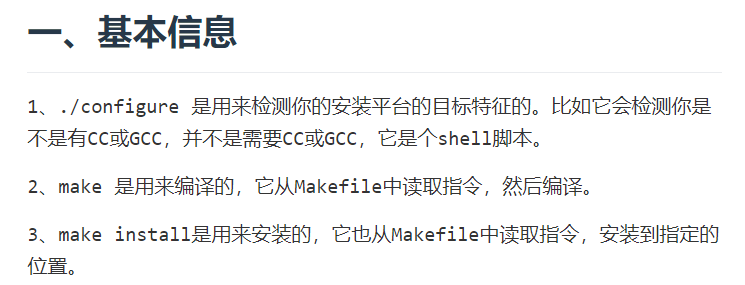 一、基本信息
1、./configure 是用来检测你的安装平台的目标特征的。比如它会检测你是
不是有CC或GCC，并不是需要CC或GCC，它是个shell脚本。
2、make 是用来编译的，它从Makefile中读取指令，然后编译。
3、make install是用来安装的，它也从Makefile中读取指令，安装到指定的
位置。